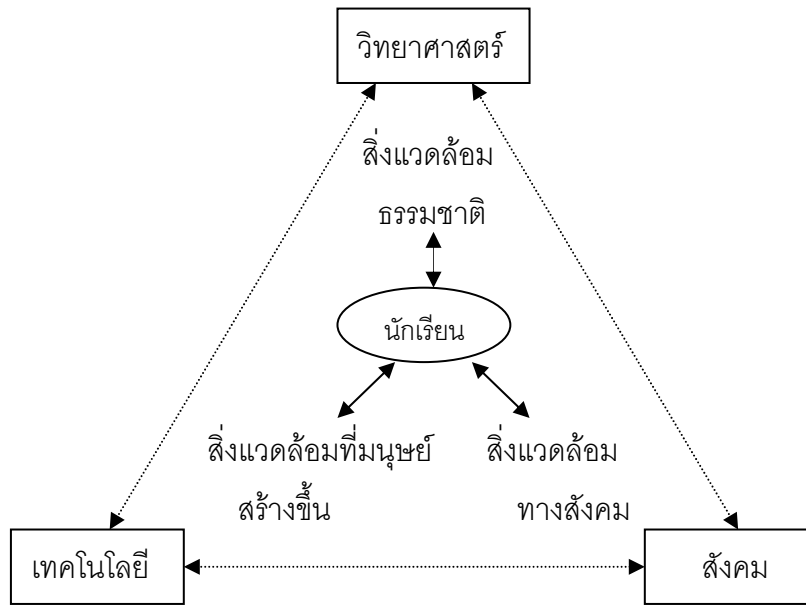 วิทยาศาสตร์
สิ่งแวดล้อม
ธรรมชาติ
นักเรียน
สิ่งแวดล้อมที่มนุษย์
สร้างขึ้น
สิ่งแวดล้อม
ทางสังคม
เทคโนโลยี
สังคม